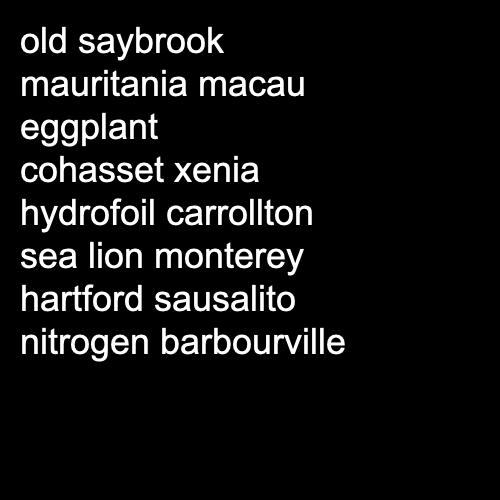 old saybrook
mauritania macau
eggplant
cohasset xenia
hydrofoil carrollton
sea lion monterey
hartford sausalito
nitrogen barbourville